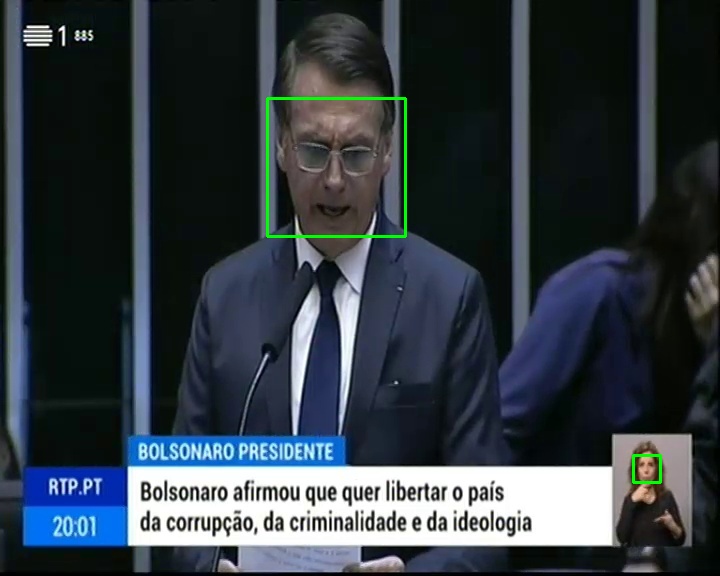 1 885
BOLSONARO PRESIDENTE
RTP.PT
Bolsonaro afirmou que quer libertar o país
da corrupção, da criminalidade e da ideologia
20:01